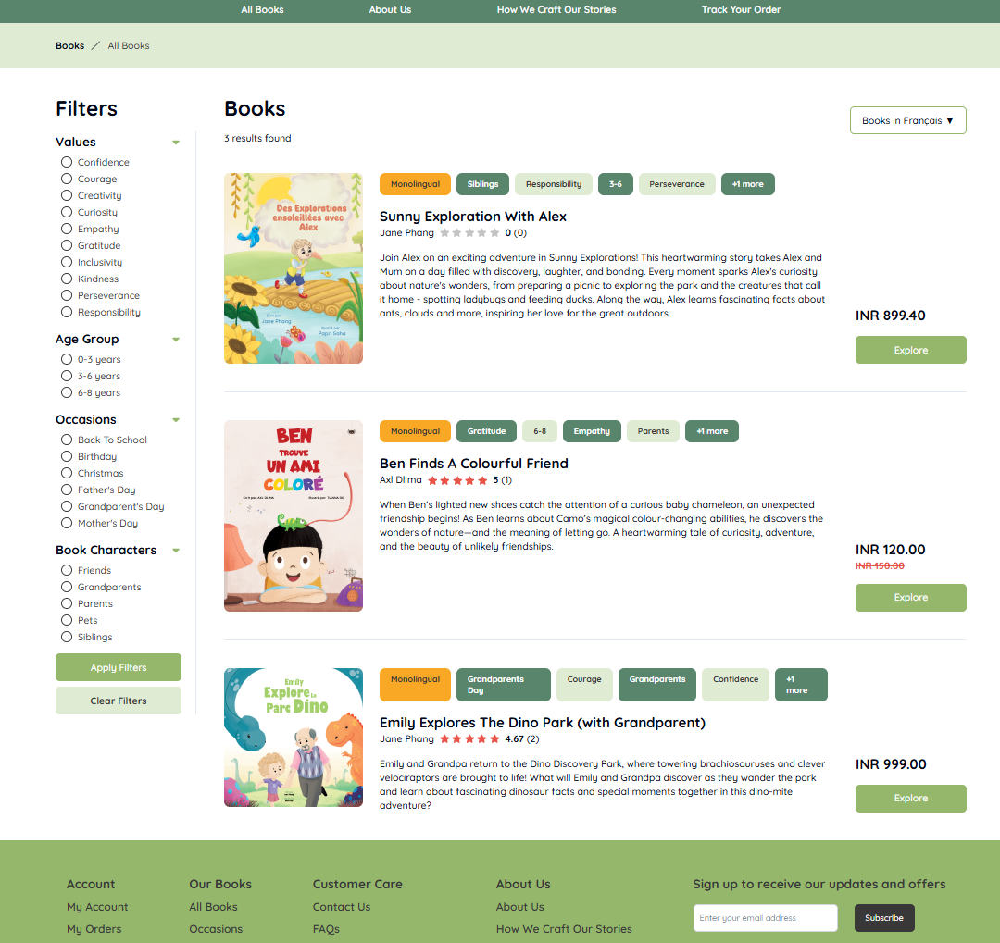 All Books About Us How We Craft Our Stories Track Your Order
Books / All Books
Filters
Values
Confidence
Courage
Creativity
Curiosity
Empathy
Gratitude
Inclusivity
Kindness
Perseverance
Responsibility
Age Group
0-3 years
3-6 years
6-8 years
Occasions
Back To School
Birthday
Christmas
Father's Day
Grandparent's Day
Mother's Day
Book Characters
Friends
Grandparents
Parents
Pets
Siblings
Apply Filters
Clear Filters
Books
3 results found
Books in Français ▼
Des Explorations
ensoleillées avec
Alex
Jane Phang
Papri Saha
Monolingual Siblings Responsibility 3-6 Perseverance +1 more
Sunny Exploration With Alex
Jane Phang 0 (0)
Join Alex on an exciting adventure in Sunny Explorations! This heartwarming story takes Alex and
Mum on a day filled with discovery, laughter, and bonding. Every moment sparks Alex's curiosity
about nature's wonders, from preparing a picnic to exploring the park and the creatures that call
it home - spotting ladybugs and feeding ducks. Along the way, Alex learns fascinating facts about
ants, clouds and more, inspiring her love for the great outdoors.
INR 899.40
Explore
BEN
TROUVE
UN AMI
COLORÉ
Monolingual Gratitude 6-8 Empathy Parents +1 more
Ben Finds A Colourful Friend
Axl Dlima 5 (1)
When Ben's lighted new shoes catch the attention of a curious baby chameleon, an unexpected
friendship begins! As Ben learns about Camo's magical colour-changing abilities, he discovers the
wonders of nature—and the meaning of letting go. A heartwarming tale of curiosity, adventure,
and the beauty of unlikely friendships.
INR 120.00
INR 150.00
Explore
Emily
Explore Le
Parc Dino
Monolingual Grandparents Day Courage Grandparents Confidence +1 more
Emily Explores The Dino Park (with Grandparent)
Jane Phang 4.67 (2)
Emily and Grandpa return to the Dino Discovery Park, where towering brachiosauruses and clever
velociraptors are brought to life! What will Emily and Grandpa discover as they wander the park
and learn about fascinating dinosaur facts and special moments together in this dino-mite
adventure?
INR 999.00
Explore
Account
My Account
My Orders
Our Books
All Books
Occasions
Customer Care
Contact Us
FAQs
About Us
About Us
How We Craft Our Stories
Sign up to receive our updates and offers
Enter your email address
Subscribe